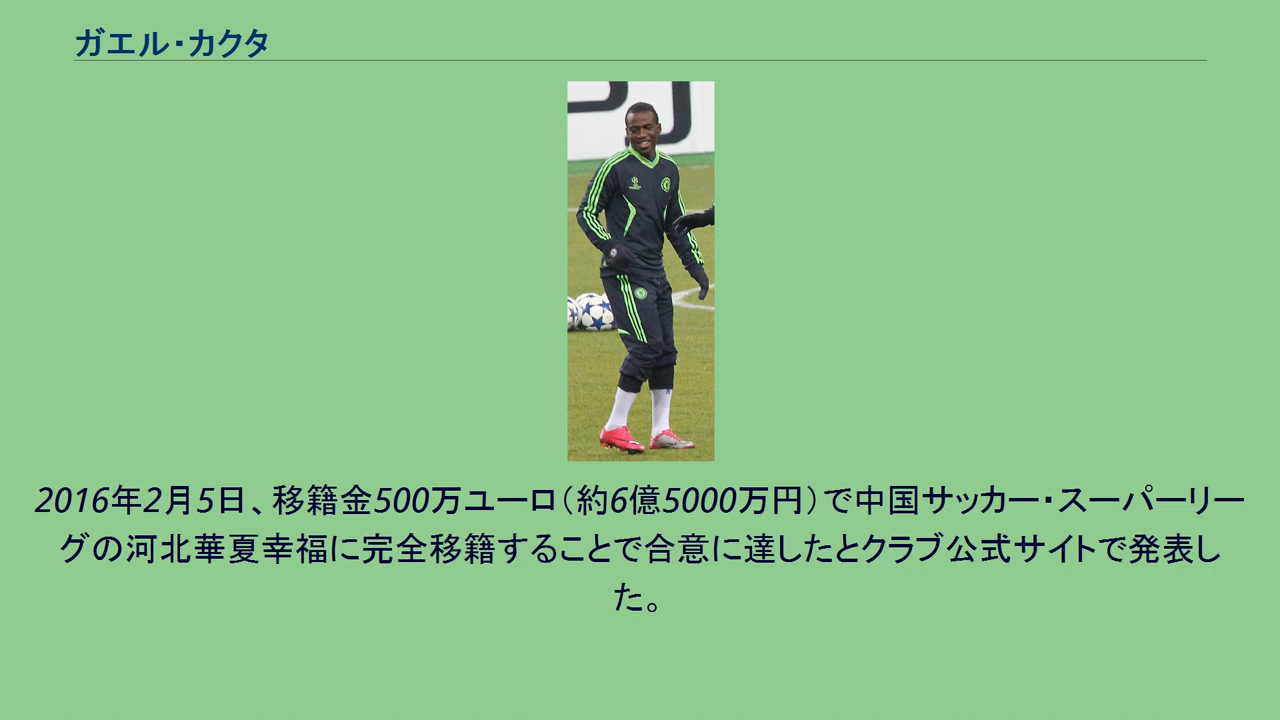 ガエル・カクタ
2016年2月5日、移籍金500万ユーロ（約6億5000万円）で中国サッカー・スーパーリー
グの河北華夏幸福に完全移籍することで合意に達したとクラブ公式サイトで発表し
た。